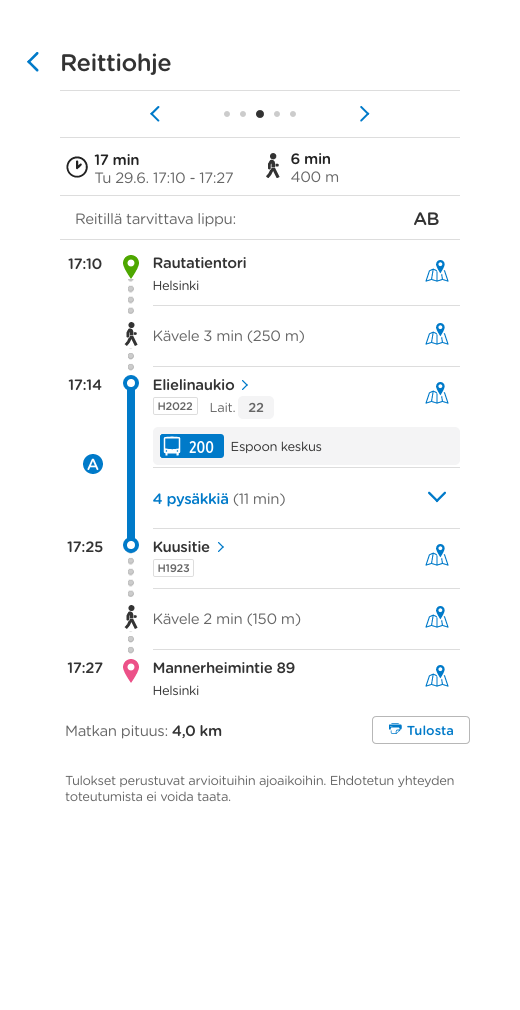 Reittiohje
17 min
Tu 29.6. 17:10 - 17:27
6 min
400 m
Reitillä tarvittava lippu:
AB
17:10
Rautatientori
Helsinki
Kävele 3 min (250 m)
17:14
Elielinaukio
H2022 Lait. 22
200 Espoon keskus
A
4 pysäkkiä (11 min)
17:25
Kuusitie
H1923
Kävele 2 min (150 m)
17:27
Mannerheimintie 89
Helsinki
Matkan pituus: 4,0 km
Tulosta
Tulokset perustuvat arvioituihin ajoaikoihin. Ehdotetun yhteyden
toteutumista ei voida taata.